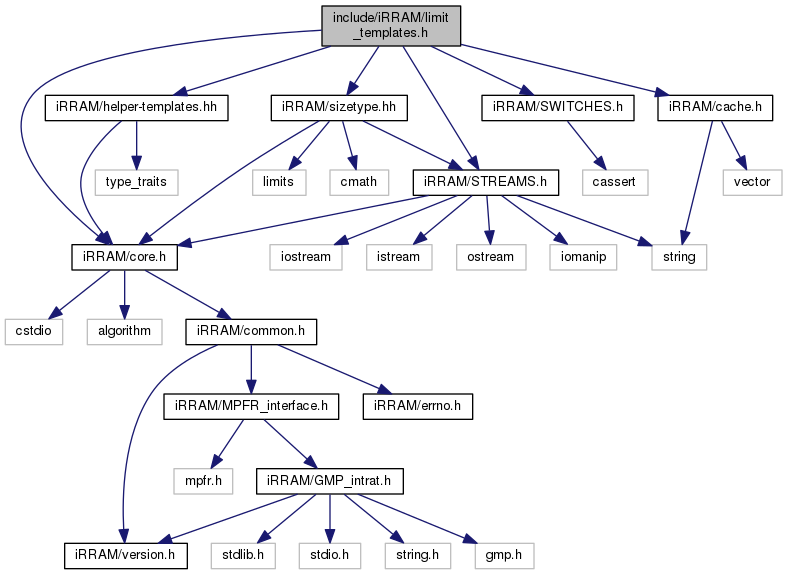 include/iRRAM/limit
_templates.h
iRRAM/helper-templates.hh
iRRAM/sizetype.hh
iRRAM/SWITCHES.h
iRRAM/cache.h
type_traits
limits
cmath
iRRAM/STREAMS.h
cassert
vector
iRRAM/core.h
iostream
istream
ostream
iomanip
string
cstdio
algorithm
iRRAM/common.h
iRRAM/MPFR_interface.h
iRRAM/errno.h
mpfr.h
iRRAM/GMP_intrat.h
iRRAM/version.h
stdlib.h
stdio.h
string.h
gmp.h